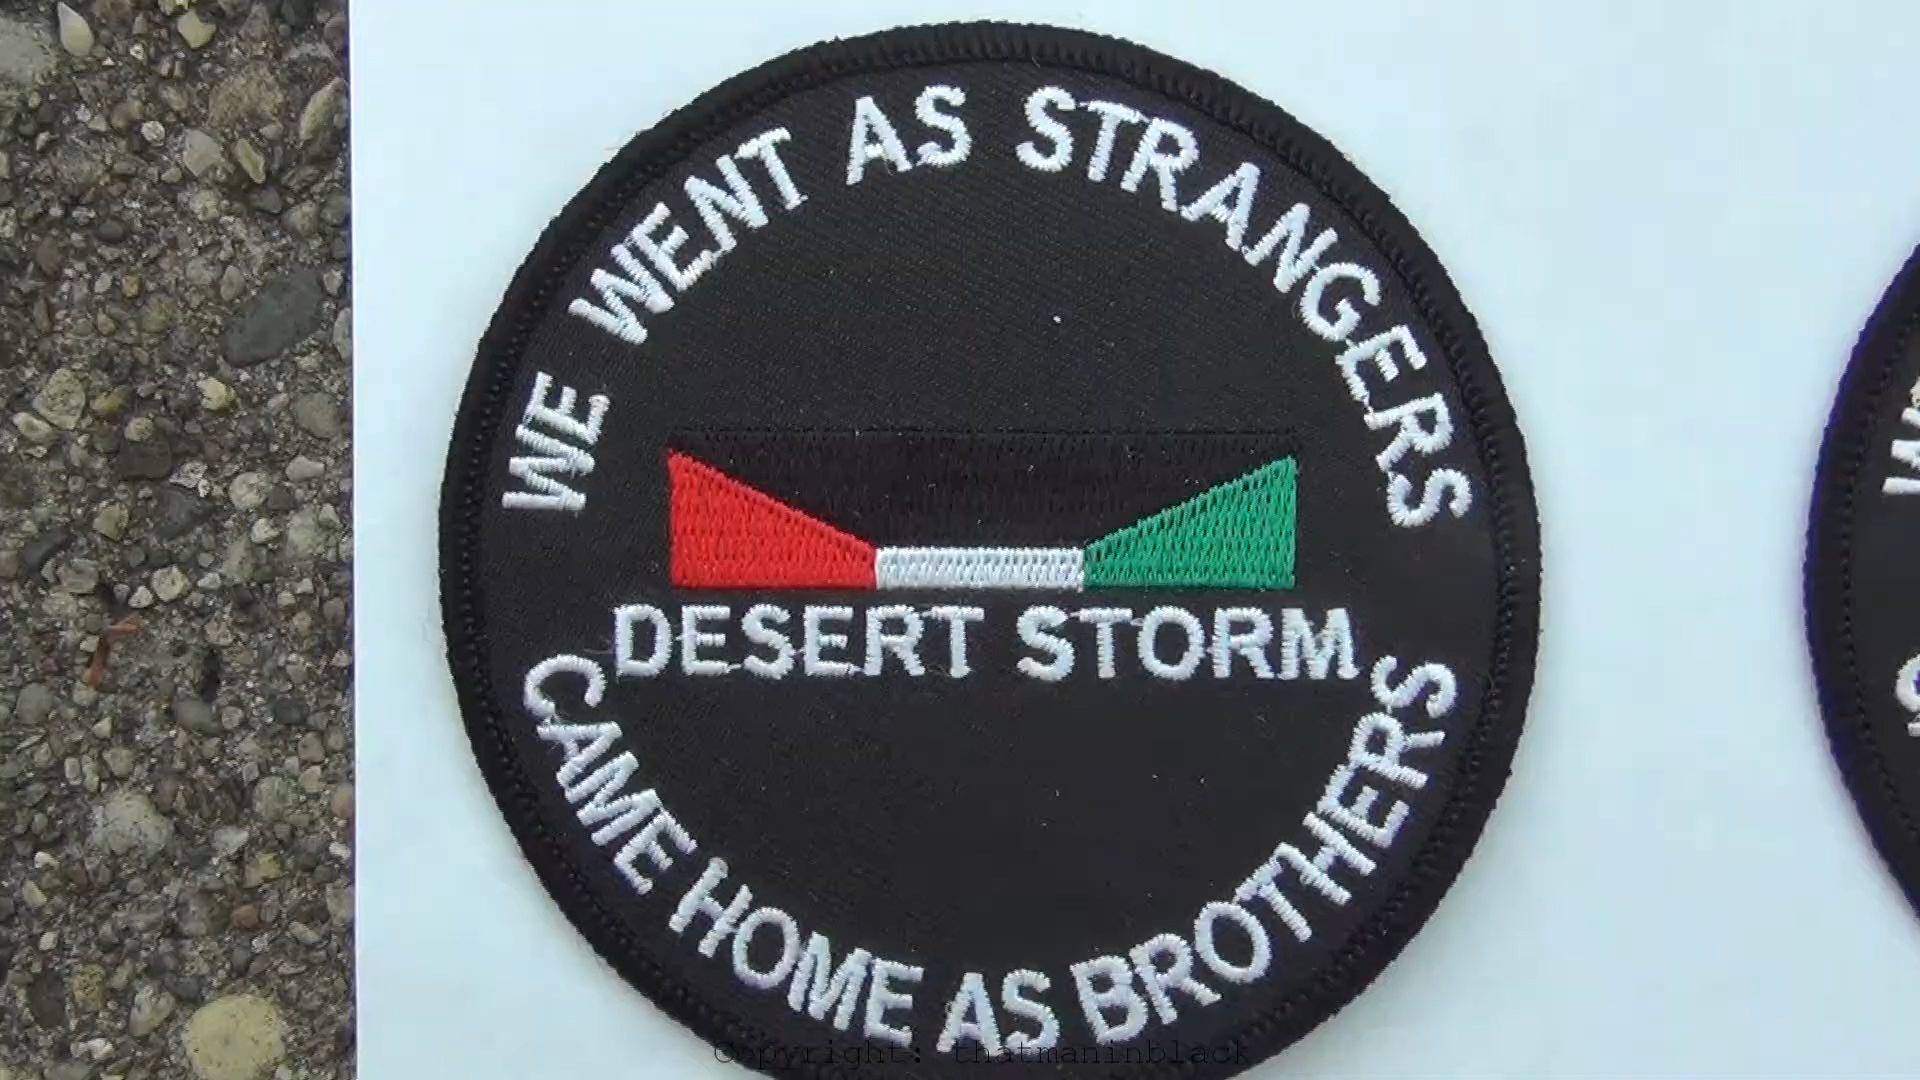 WE WENT AS STRANGERS
DESERT STORM
CAME HOME AS BROTHERS
Copyright: thatmaninblack